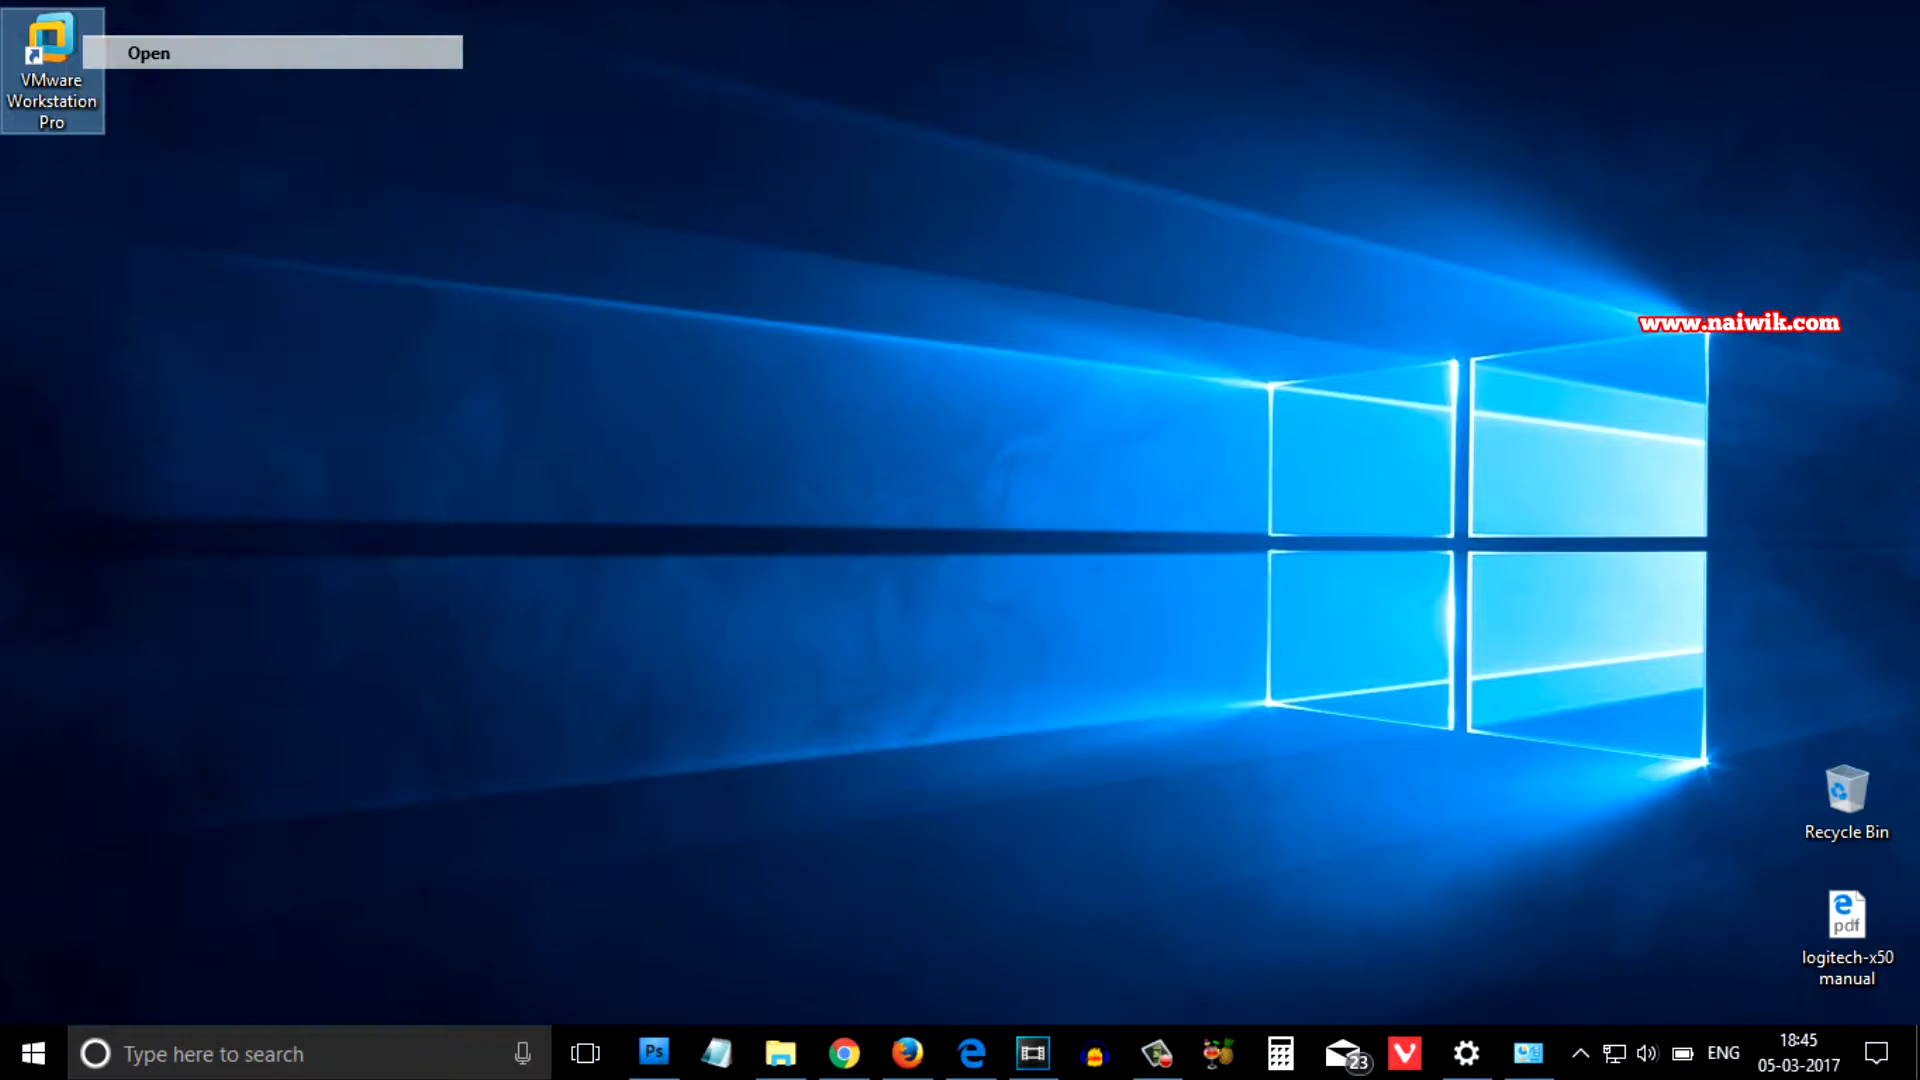 Open
VMware
Workstation
Pro
www.naiwik.com
Recycle Bin
pdf
logitech-x50
manual
Type here to search
Ps
23
ENG
18:45
05-03-2017